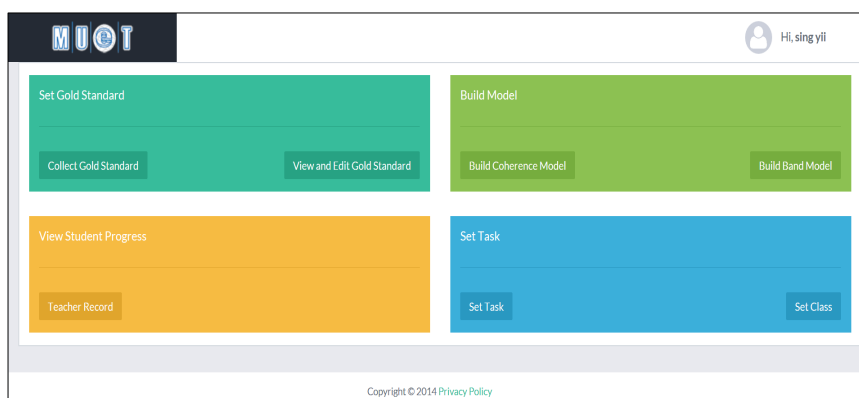 MUeT
Hi, sing yii
Set Gold Standard
Collect Gold Standard
View and Edit Gold Standard
Build Model
Build Coherence Model
Build Band Model
View Student Progress
Teacher Record
Set Task
Set Task
Set Class
Copyright © 2014 Privacy Policy